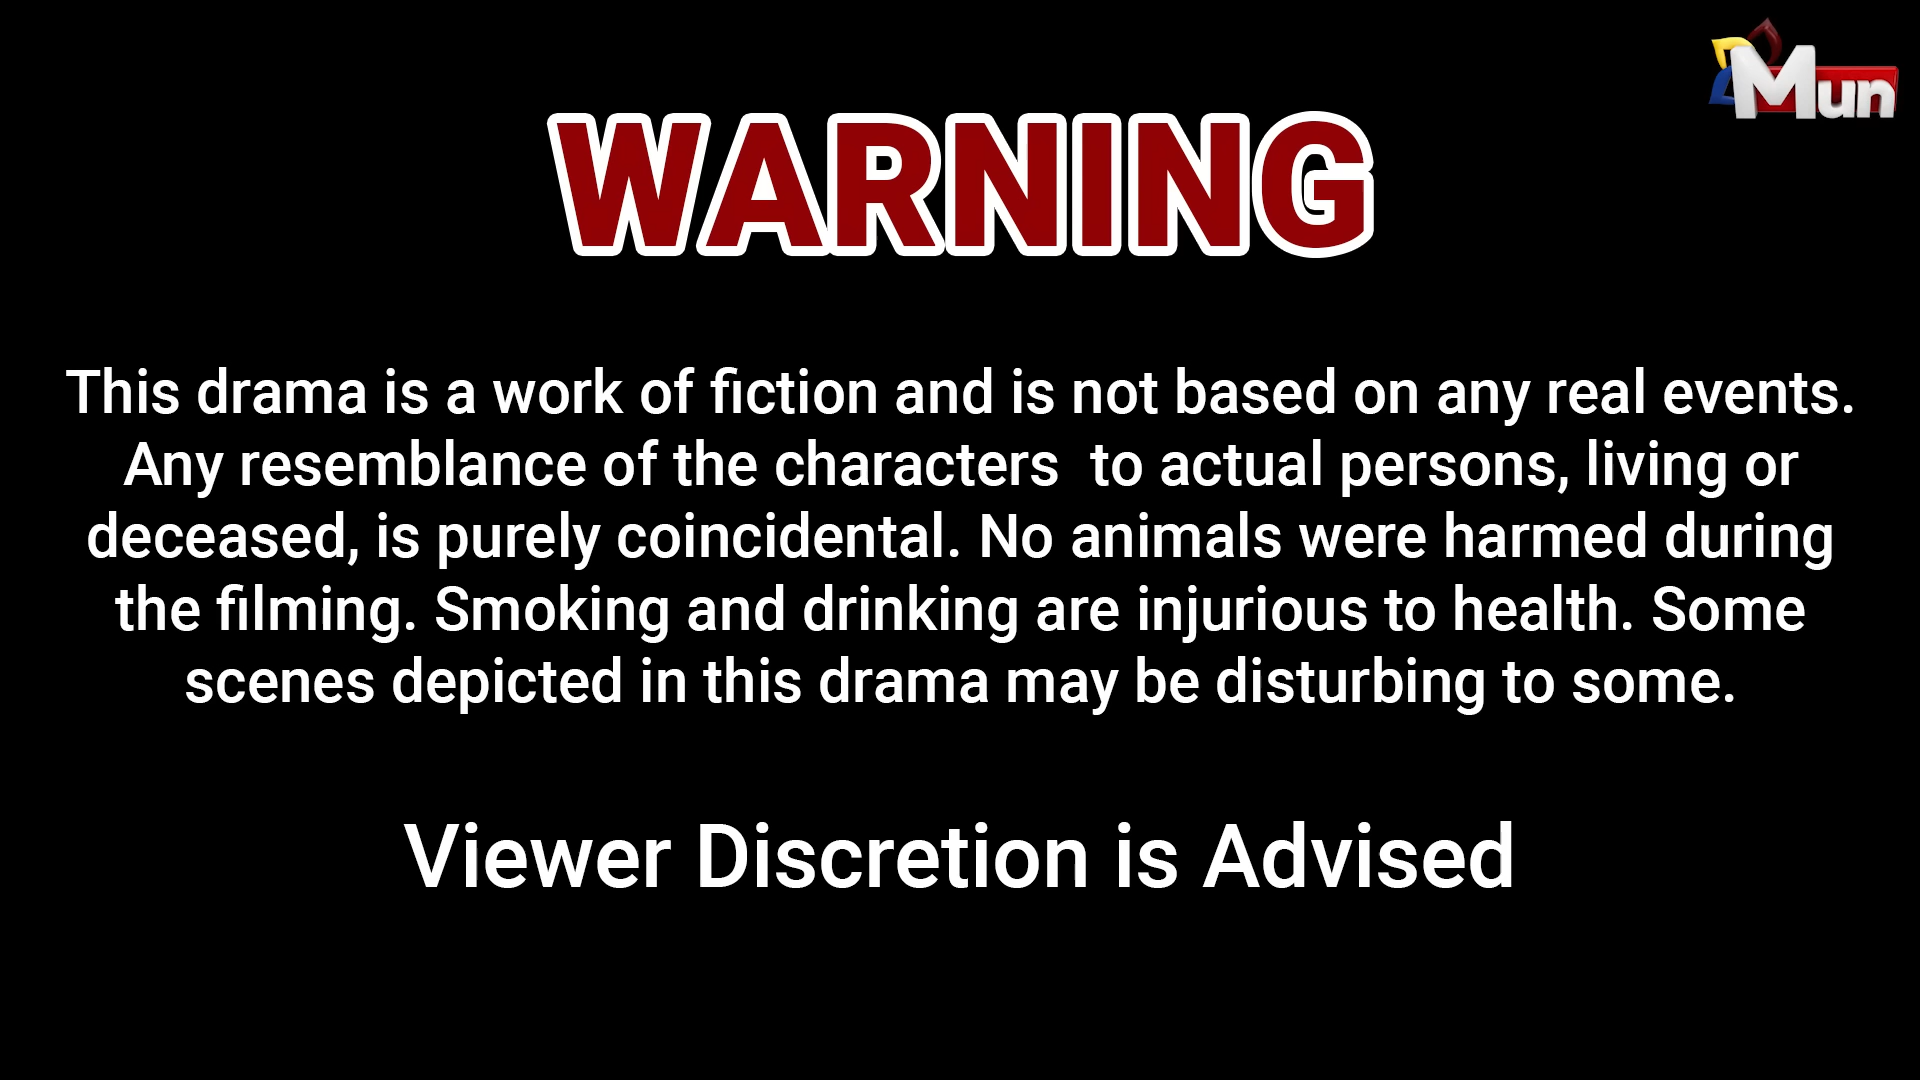 Mun
WARNING
This drama is a work of fiction and is not based on any real events.
Any resemblance of the characters  to actual persons, living or
deceased, is purely coincidental. No animals were harmed during
the filming. Smoking and drinking are injurious to health. Some
scenes depicted in this drama may be disturbing to some.
Viewer Discretion is Advised